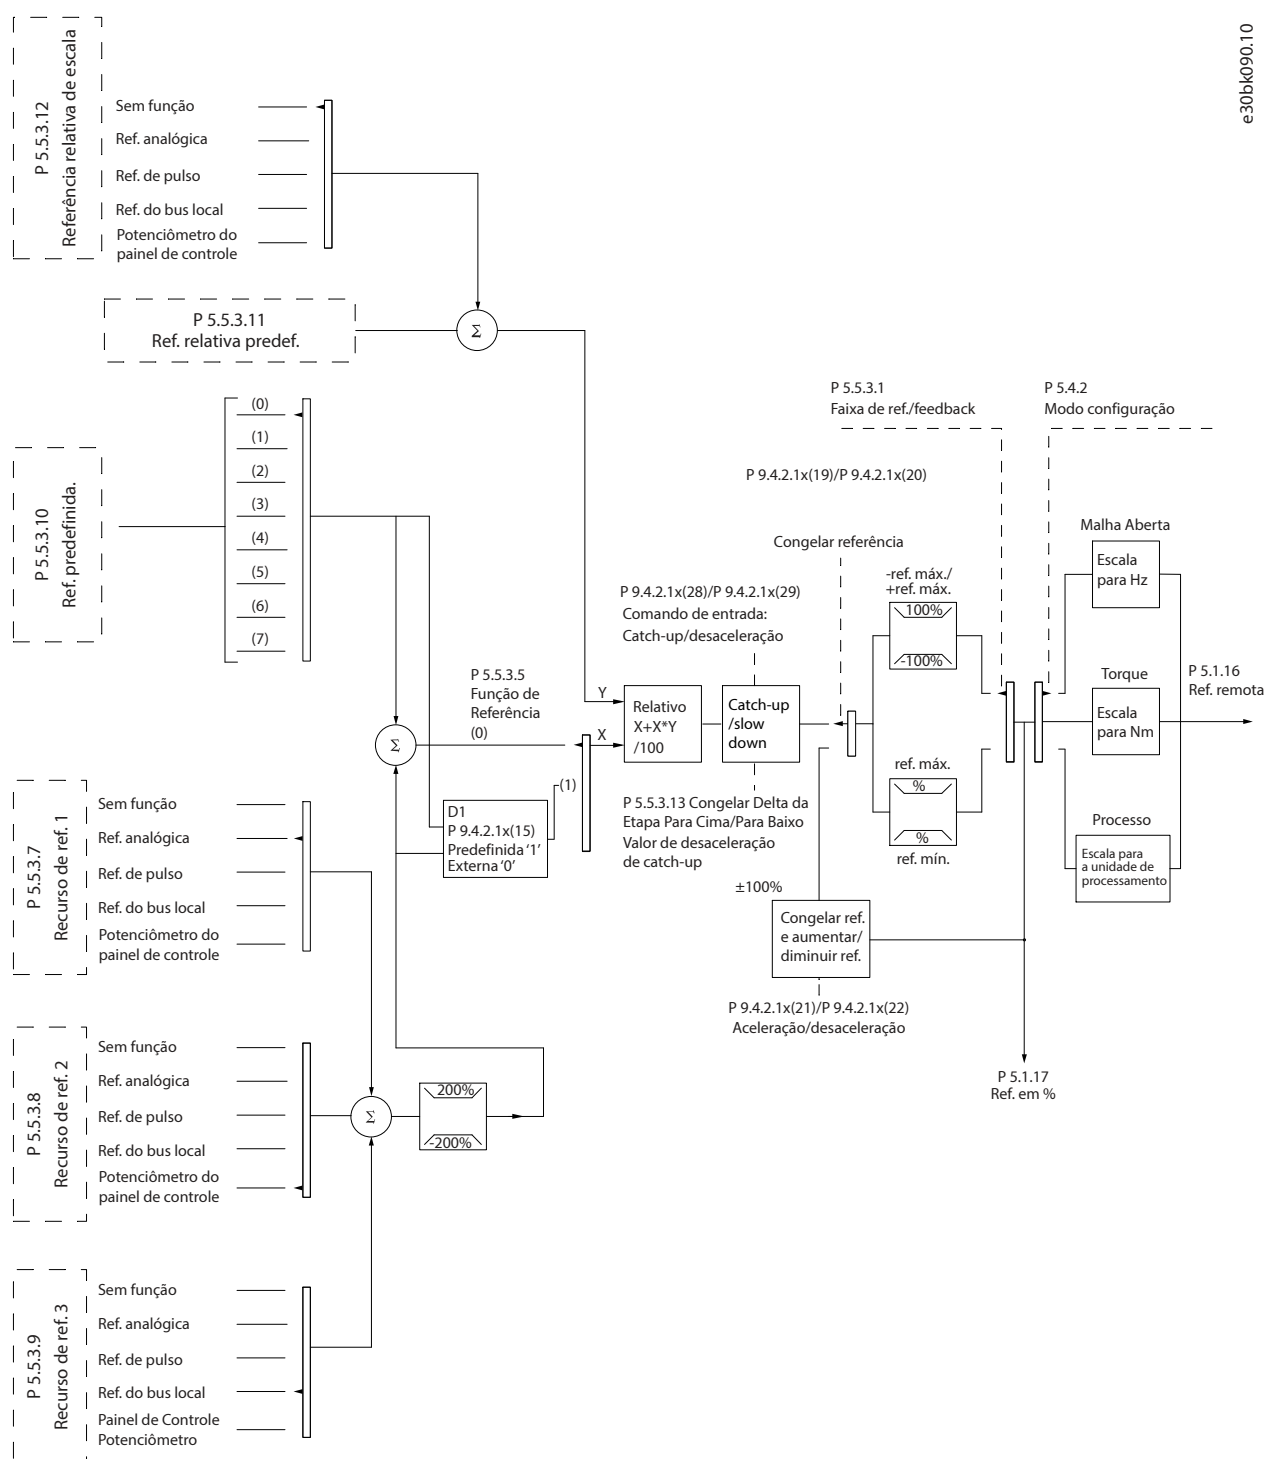 e30bk090.10
P 5.5.3.12
Referência relativa de escala
Sem função
Ref. analógica
Ref. de pulso
Ref. do bus local
Potenciômetro do
painel de controle
P 5.5.3.11
Ref. relativa predef.
Σ
P 5.5.3.10
Ref. predefinida.
(0)
(1)
(2)
(3)
(4)
(5)
(6)
(7)
P 5.5.3.1
Faixa de ref./feedback
P 5.4.2
Modo configuração
P 9.4.2.1x(19)/P 9.4.2.1x(20)
Congelar referência
Malha Aberta
Escala
para Hz
-ref. máx./
+ref. máx.
100%
-100%
P 9.4.2.1x(28)/P 9.4.2.1x(29)
Comando de entrada:
Catch-up/desaceleração
P 5.5.3.5
Função de
Referência
(0)
Y
X
Relativo
X+X*Y
/100
Catch-up
/slow
down
Torque
Escala
para Nm
P 5.1.16
Ref. remota
Σ
(1)
D1
P 9.4.2.1x(15)
Predefinida ‘1’
Externa ‘0’
P 5.5.3.13 Congelar Delta da
Etapa Para Cima/Para Baixo
Valor de desaceleração
de catch-up
ref. máx.
%
%
ref. mín.
Processo
Escala para
a unidade de
processamento
±100%
Congelar ref.
e aumentar/
diminuir ref.
P 9.4.2.1x(21)/P 9.4.2.1x(22)
Aceleração/desaceleração
P 5.1.17
Ref. em %
P 5.5.3.7
Recurso de ref. 1
Sem função
Ref. analógica
Ref. de pulso
Ref. do bus local
Potenciômetro do
painel de controle
P 5.5.3.8
Recurso de ref. 2
Sem função
Ref. analógica
Ref. de pulso
Ref. do bus local
Potenciômetro do
painel de controle
Σ
200%
-200%
P 5.5.3.9
Recurso de ref. 3
Sem função
Ref. analógica
Ref. de pulso
Ref. do bus local
Painel de Controle
Potenciômetro